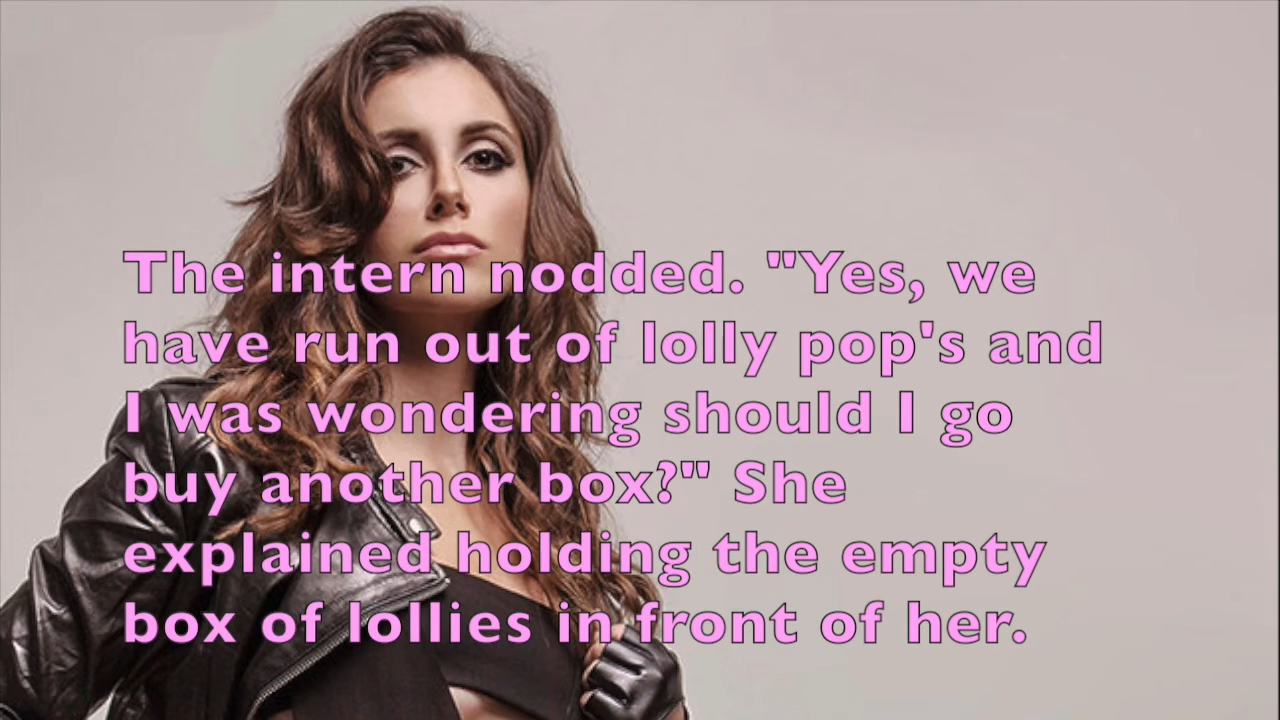 The intern nodded. "Yes, we
have run out of lolly pop's and
I was wondering should I go
buy another box?" She
explained holding the empty
box of lollies in front of her.